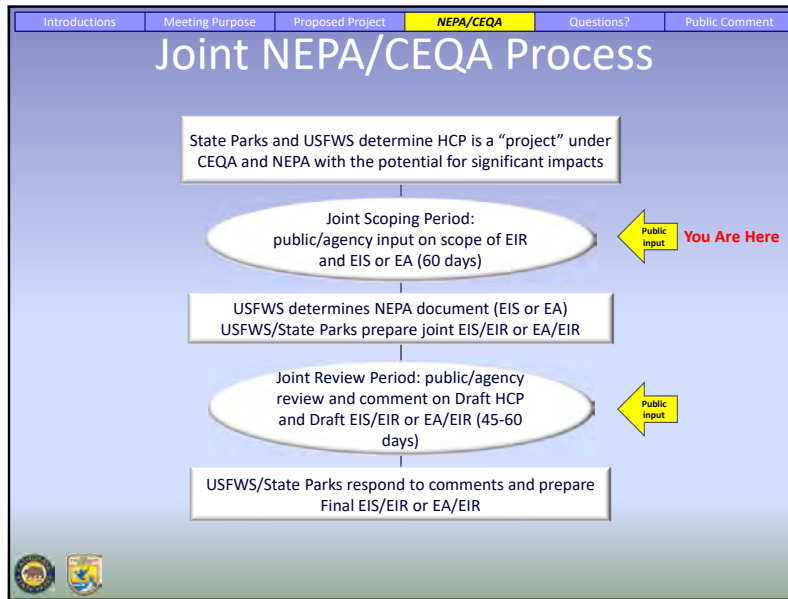 Introductions Meeting Purpose Proposed Project NEPA/CEQA Questions? Public Comment
Joint NEPA/CEQA Process
State Parks and USFWS determine HCP is a “project” under
CEQA and NEPA with the potential for significant impacts
Joint Scoping Period:
public/agency input on scope of EIR
and EIS or EA (60 days)
Public
input
You Are Here
USFWS determines NEPA document (EIS or EA)
USFWS/State Parks prepare joint EIS/EIR or EA/EIR
Joint Review Period: public/agency
review and comment on Draft HCP
and Draft EIS/EIR or EA/EIR (45-60
days)
Public
input
USFWS/State Parks respond to comments and prepare
Final EIS/EIR or EA/EIR